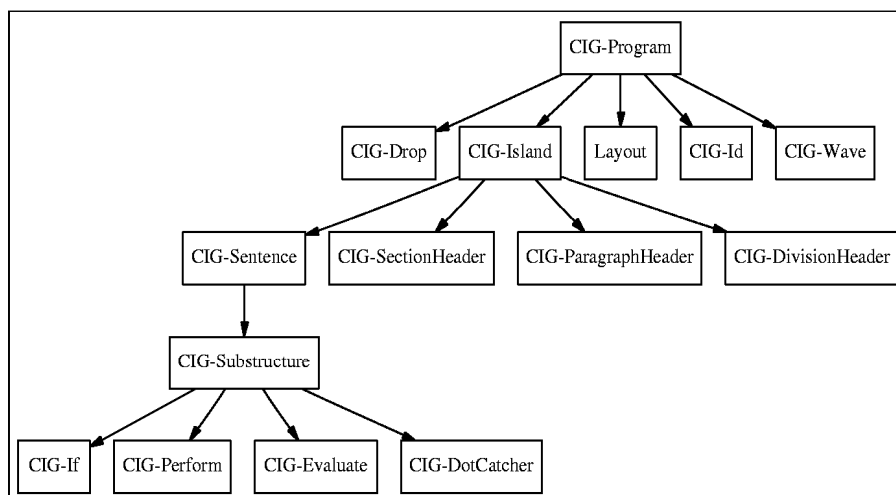 CIG-Program
CIG-Drop
CIG-Island
Layout
CIG-Id
CIG-Wave
CIG-Sentence
CIG-SectionHeader
CIG-ParagraphHeader
CIG-DivisionHeader
CIG-Substructure
CIG-If
CIG-Perform
CIG-Evaluate
CIG-DotCatcher